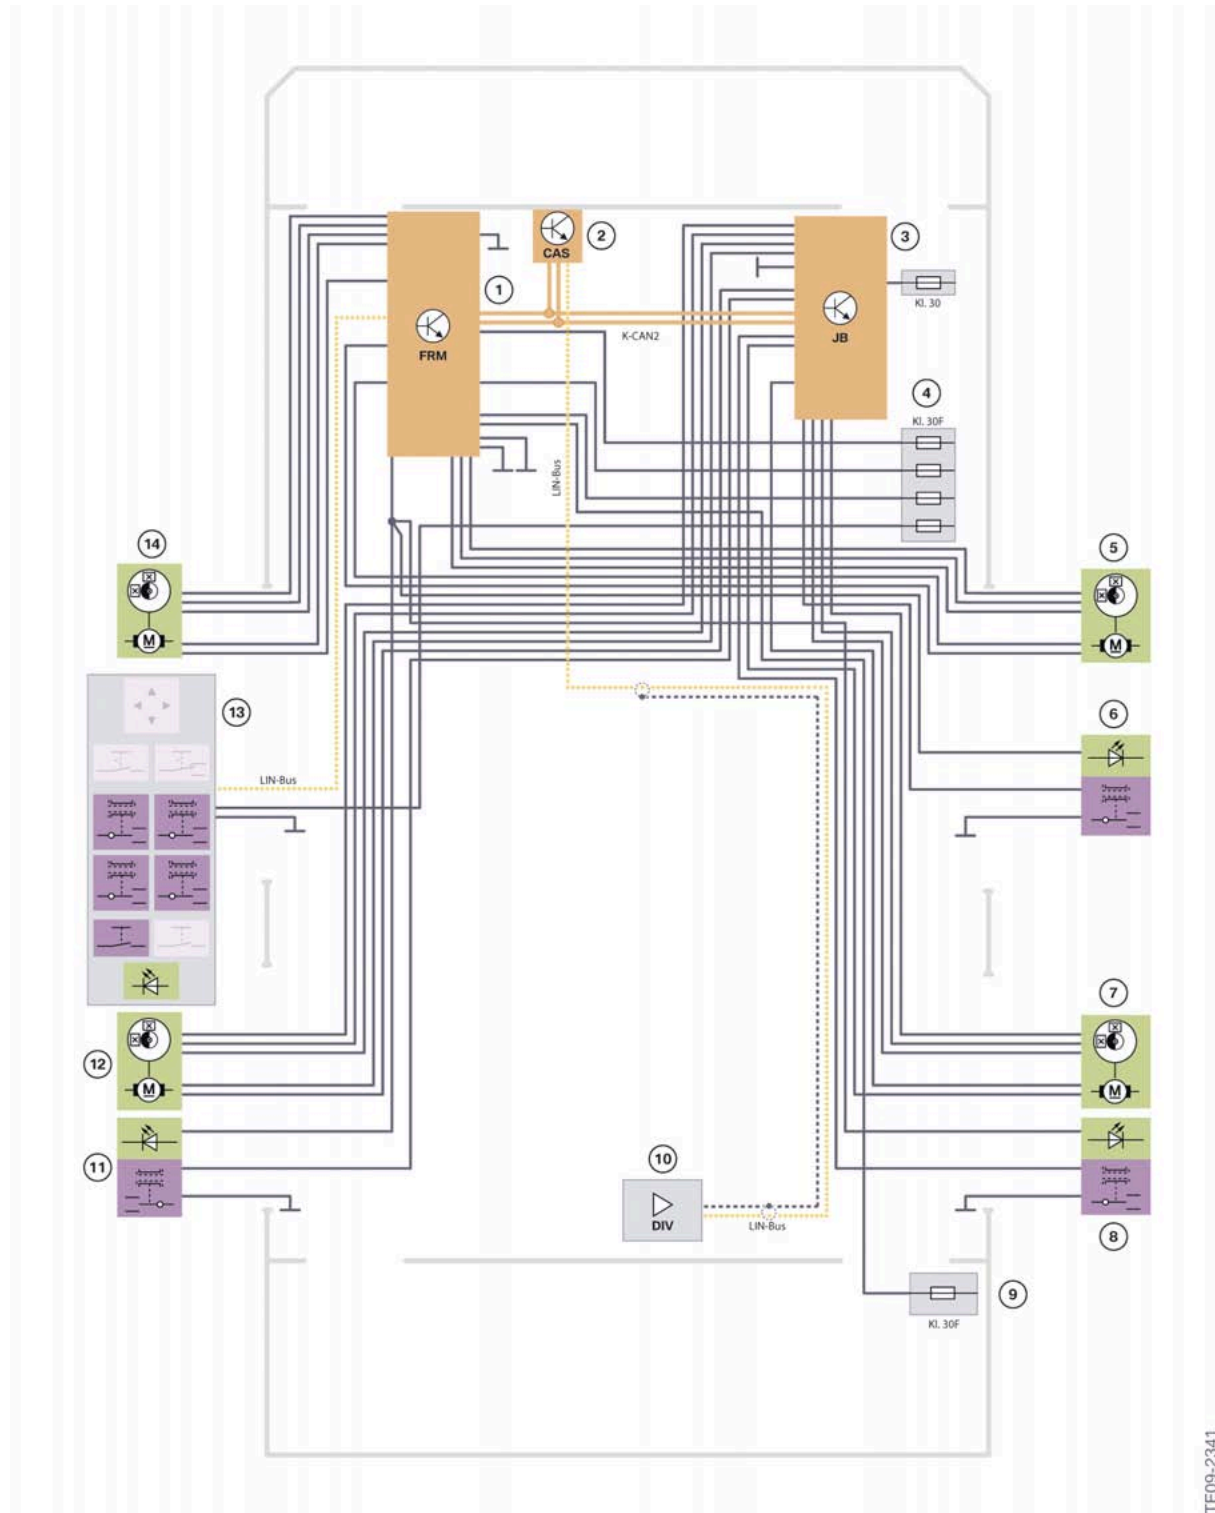 2
CAS
3
1
Kl. 30
K-CAN2
FRM
JB
4
Kl. 30F
LIN-Bus
14
5
M
M
13
6
LIN-Bus
7
12
M
M
11
10
DIV
LIN-Bus
8
9
Kl. 30F
TE09-2341